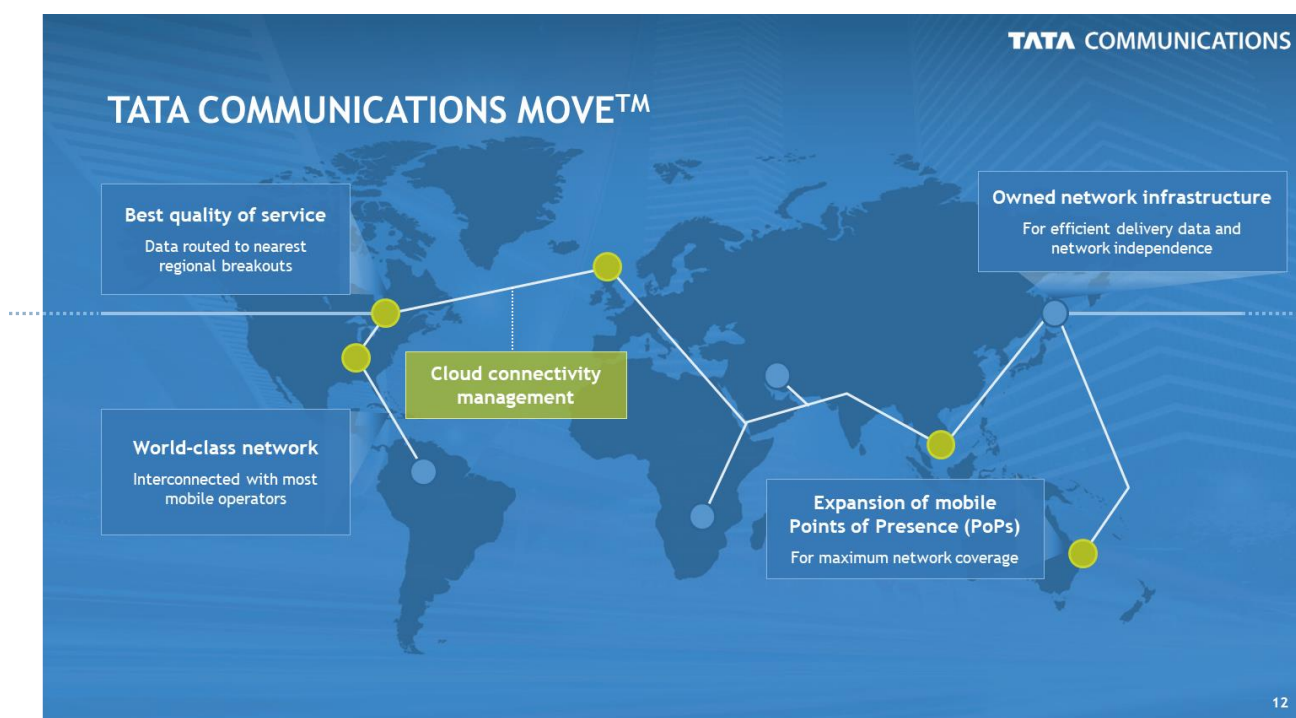 TATA COMMUNICATIONS
TATA COMMUNICATIONS MOVE™
Best quality of service
Data routed to nearest
regional breakouts
Owned network infrastructure
For efficient delivery data and
network independence
Cloud connectivity
management
World-class network
Interconnected with most
mobile operators
Expansion of mobile
Points of Presence (PoPs)
For maximum network coverage
12